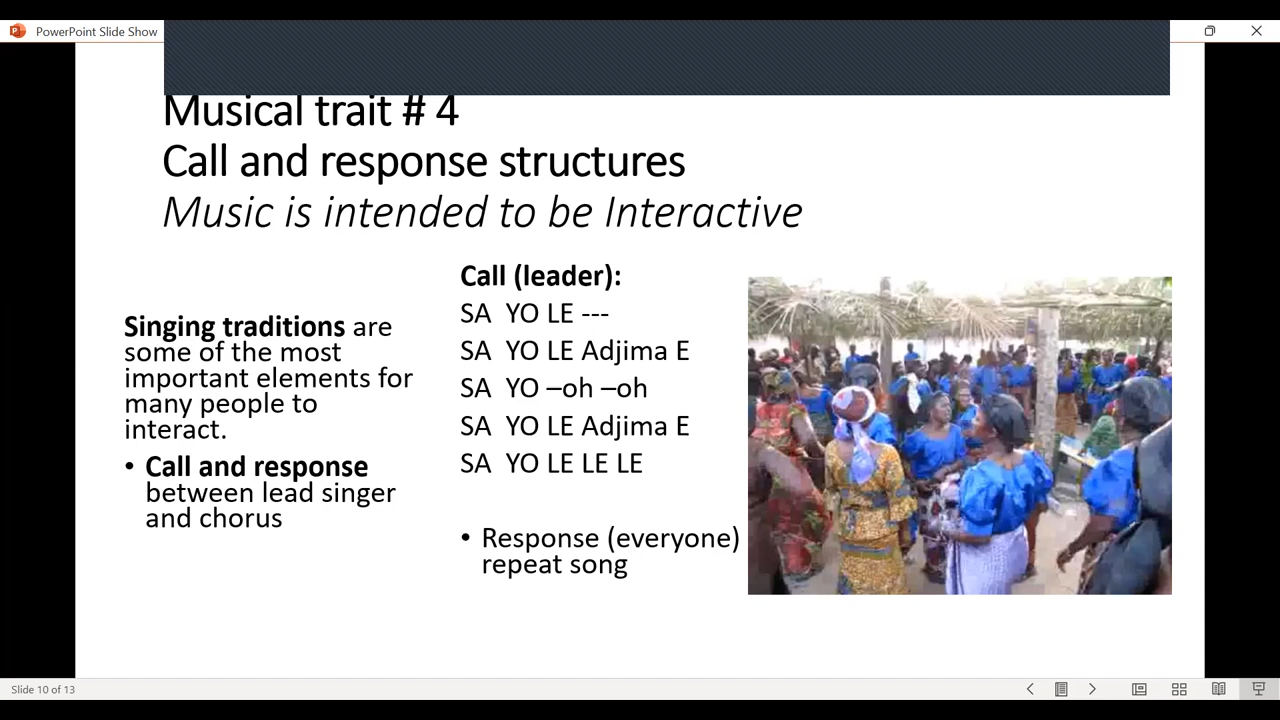 PowerPoint Slide Show
Musical trait # 4
Call and response structures
Music is intended to be Interactive
Singing traditions are
some of the most
important elements for
many people to
interact.
• Call and response
between lead singer
and chorus
Call (leader):
SA YO LE ---
SA YO LE Adjima E
SA YO –oh –oh
SA YO LE Adjima E
SA YO LE LE LE
• Response (everyone)
repeat song
Slide 10 of 13